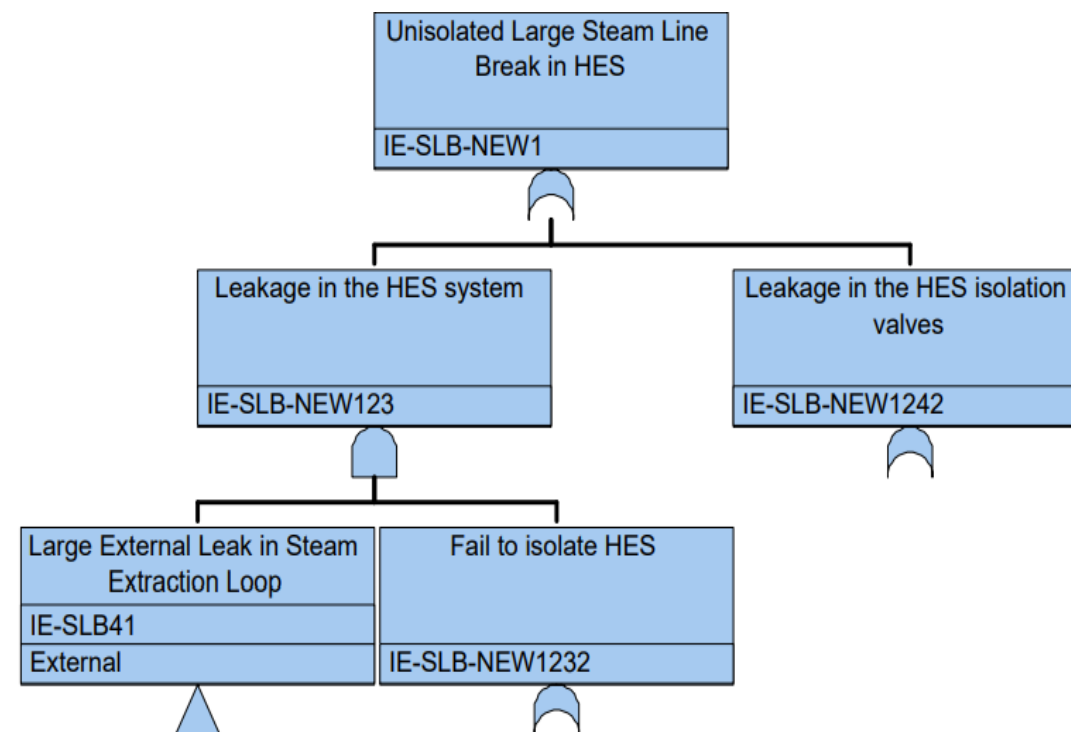 Unisolated Large Steam Line
Break in HES
IE-SLB-NEW1
Leakage in the HES system
IE-SLB-NEW123
Leakage in the HES isolation
valves
IE-SLB-NEW1242
Large External Leak in Steam
Extraction Loop
IE-SLB41
External
Fail to isolate HES
IE-SLB-NEW1232